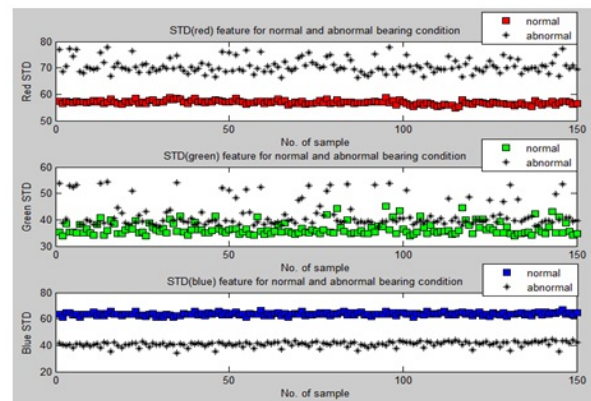 STD(red) feature for normal and abnormal bearing condition
normal
abnormal
Red STD
80
70
60
50
0
50
100
150
No. of sample
STD(green) feature for normal and abnormal bearing condition
normal
abnormal
Green STD
60
50
40
30
0
50
100
150
No. of sample
STD(blue) feature for normal and abnormal bearing condition
normal
abnormal
Blue STD
80
60
40
20
0
50
100
150
No. of sample